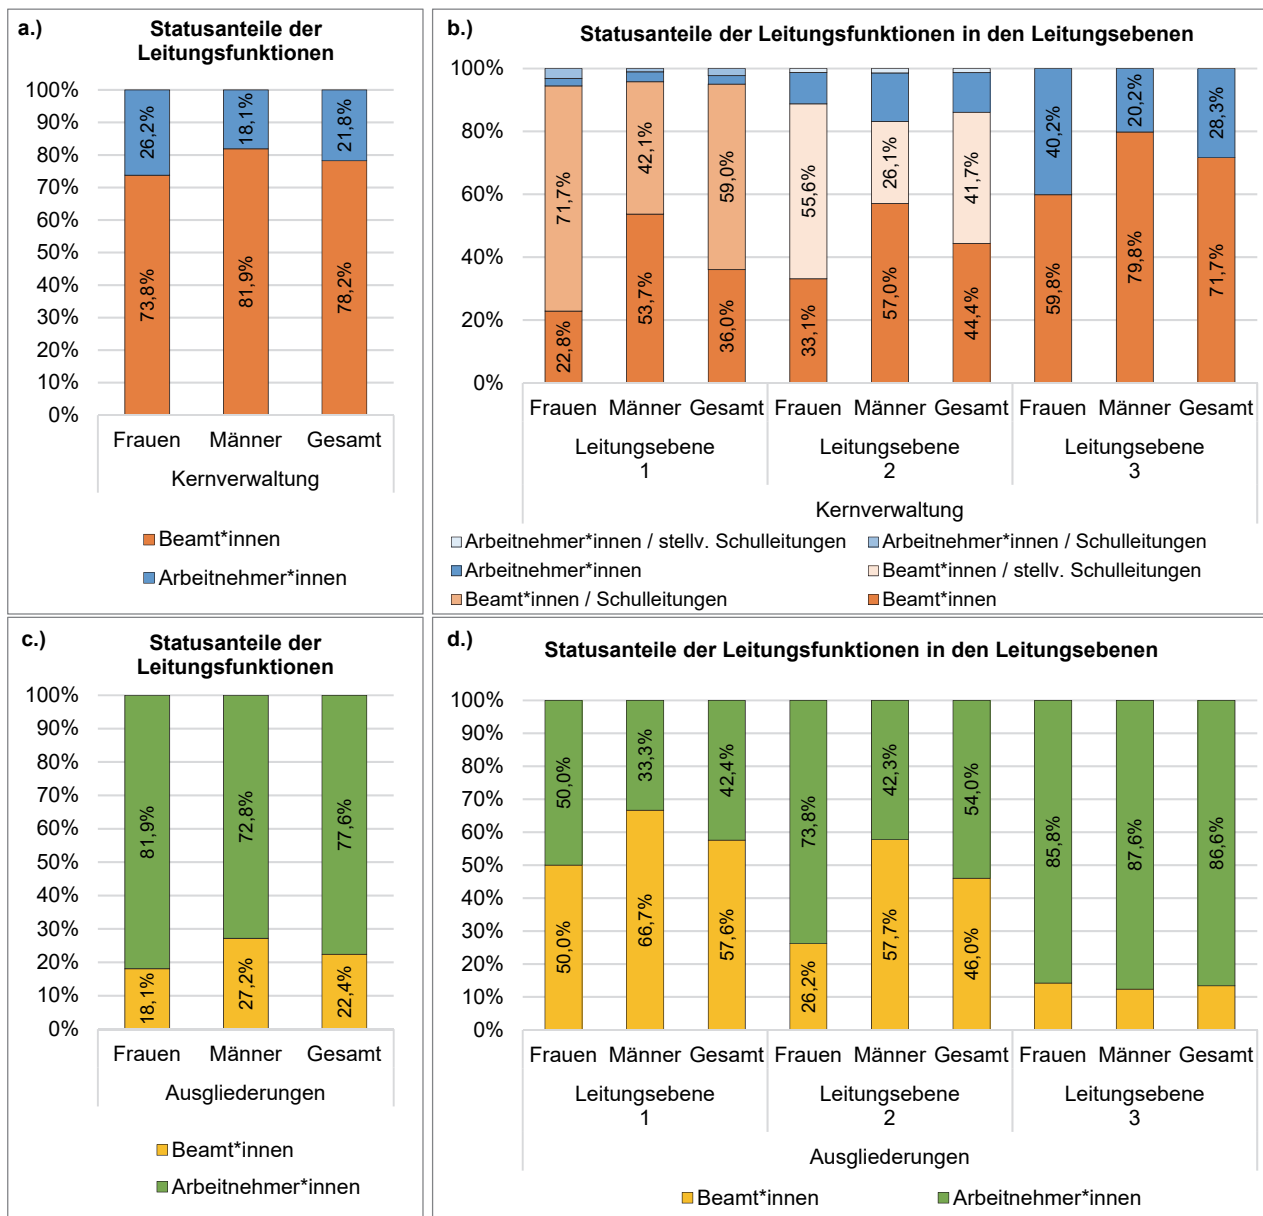 a.)
Statusanteile der
Leitungsfunktionen
100%
90%
80%
70%
60%
50%
40%
30%
20%
10%
0%
26,2%
18,1%
21,8%
73,8%
81,9%
78,2%
Frauen Männer Gesamt
Kernverwaltung
Beamt*innen
Arbeitnehmer*innen
b.)
Statusanteile der Leitungsfunktionen in den Leitungsebenen
100%
80%
60%
40%
20%
0%
71,7%
22,8%
42,1%
53,7%
59,0%
36,0%
55,6%
33,1%
26,1%
57,0%
41,7%
44,4%
40,2%
59,8%
20,2%
79,8%
28,3%
71,7%
Frauen Männer Gesamt Frauen Männer Gesamt Frauen Männer Gesamt
Leitungsebene Leitungsebene Leitungsebene
1 2 3
Kernverwaltung
Arbeitnehmer*innen / stellv. Schulleitungen Arbeitnehmer*innen / Schulleitungen
Arbeitnehmer*innen Beamt*innen / stellv. Schulleitungen
Beamt*innen / Schulleitungen Beamt*innen
c.)
Statusanteile der
Leitungsfunktionen
100%
90%
80%
70%
60%
50%
40%
30%
20%
10%
0%
81,9%
72,8%
77,6%
18,1%
27,2%
22,4%
Frauen Männer Gesamt
Ausgliederungen
Beamt*innen
Arbeitnehmer*innen
d.)
Statusanteile der Leitungsfunktionen in den Leitungsebenen
100%
90%
80%
70%
60%
50%
40%
30%
20%
10%
0%
50,0%
50,0%
33,3%
66,7%
42,4%
57,6%
73,8%
26,2%
42,3%
57,7%
54,0%
46,0%
85,8%
87,6%
86,6%
Frauen Männer Gesamt Frauen Männer Gesamt Frauen Männer Gesamt
Leitungsebene Leitungsebene Leitungsebene
1 2 3
Ausgliederungen
Beamt*innen Arbeitnehmer*innen